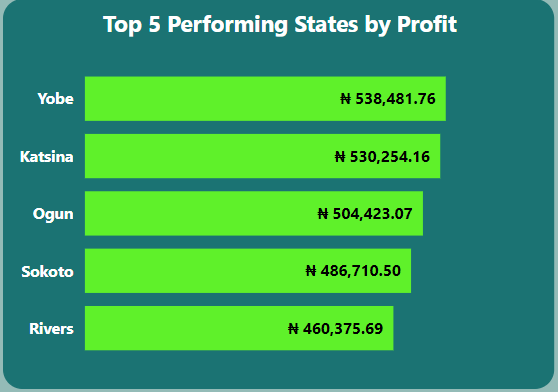 Top 5 Performing States by Profit
Yobe ₦ 538,481.76
Katsina ₦ 530,254.16
Ogun ₦ 504,423.07
Sokoto ₦ 486,710.50
Rivers ₦ 460,375.69